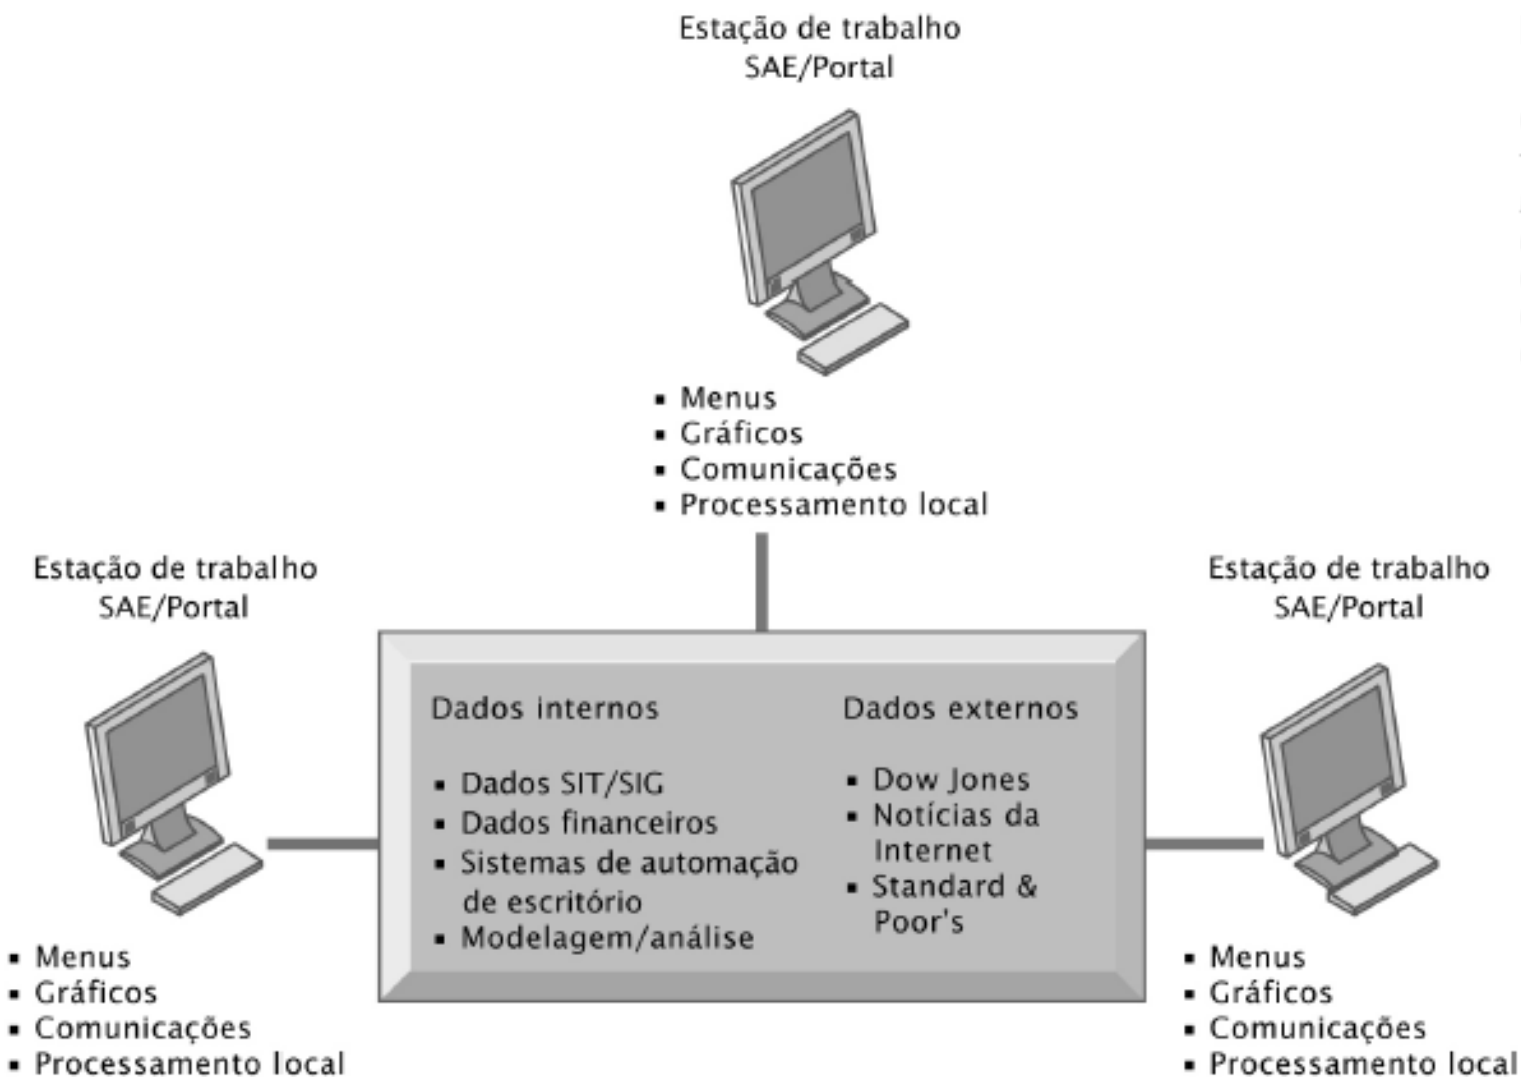 Estação de trabalho
SAE/Portal
▪ Menus
▪ Gráficos
▪ Comunicações
▪ Processamento local
Estação de trabalho
SAE/Portal
▪ Menus
▪ Gráficos
▪ Comunicações
▪ Processamento local
Dados internos
▪ Dados SIT/SIG
▪ Dados financeiros
▪ Sistemas de automação
de escritório
▪ Modelagem/análise
Dados externos
▪ Dow Jones
▪ Notícias da
Internet
▪ Standard &
Poor's
Estação de trabalho
SAE/Portal
▪ Menus
▪ Gráficos
▪ Comunicações
▪ Processamento local